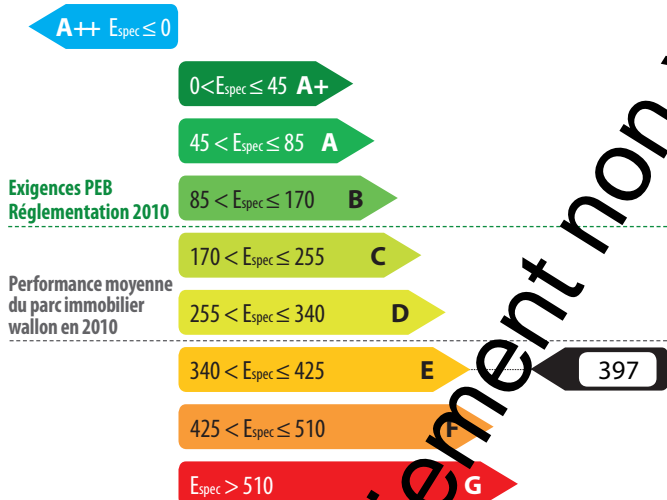 A++ Espec ≤ 0
0<Espec ≤ 45 A+
45 < Espec ≤ 85 A
Exigences PEB
Réglementation 2010
85 < Espec ≤ 170 B
170 < Espec ≤ 255 C
Performance moyenne
du parc immobilier
wallon en 2010
255 < Espec ≤ 340 D
340 < Espec ≤ 425 E
397
425 < Espec ≤ 510 F
Espec > 510 G
non